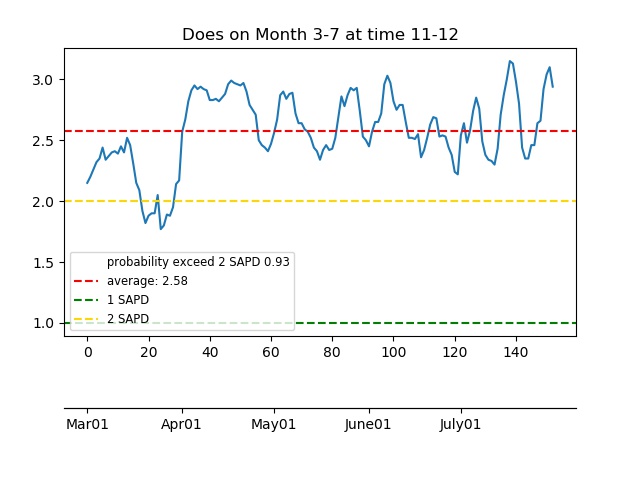 Does on Month 3-7 at time 11-12
3.0
2.5
2.0
1.5
1.0
probability exceed 2 SAPD 0.93
average: 2.58
1 SAPD
2 SAPD
0 20 40 60 80 100 120 140
Mar01 Apr01 May01 June01 July01